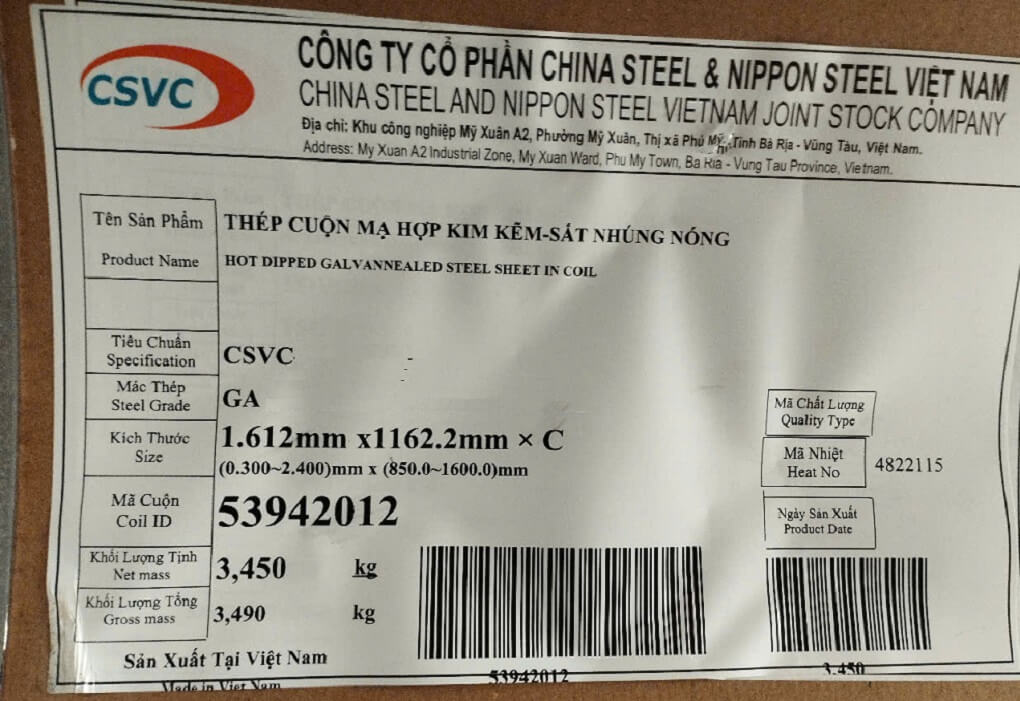 CSVC
CÔNG TY CỔ PHẦN CHINA STEEL & NIPPON STEEL VIỆT NAM
CHINA STEEL AND NIPPON STEEL VIETNAM JOINT STOCK COMPANY
Địa chỉ: Khu công nghiệp Mỹ Xuân A2, Phường Mỹ Xuân, Thị xã Phú Mỹ, Tỉnh Bà Rịa - Vũng Tàu, Việt Nam.
Address: My Xuan A2 Industrial Zone, My Xuan Ward, Phu My Town, Ba Ria - Vung Tau Province, Vietnam.
Tên Sản Phẩm THÉP CUỘN MẠ HỢP KIM KẼM-SẮT NHÚNG NÓNG
Product Name HOT DIPPED GALVANNEALED STEEL SHEET IN COIL
Tiêu Chuẩn
Specification CSVC
Mác Thép
Steel Grade GA
Mã Chất Lượng
Quality Type
Kích Thước 1.612mm x1162.2mm × C
Size (0.300~2.400)mm x (850.0~1600.0)mm
Mã Nhiệt
Heat No 4822115
Mã Cuộn
Coil ID 53942012
Ngày Sản Xuất
Product Date
Khối Lượng Tịnh
Net mass 3,450 kg
Khối Lượng Tổng
Gross mass 3,490 kg
Sản Xuất Tại Việt Nam
Made in Viet Nam
53942012
3,450